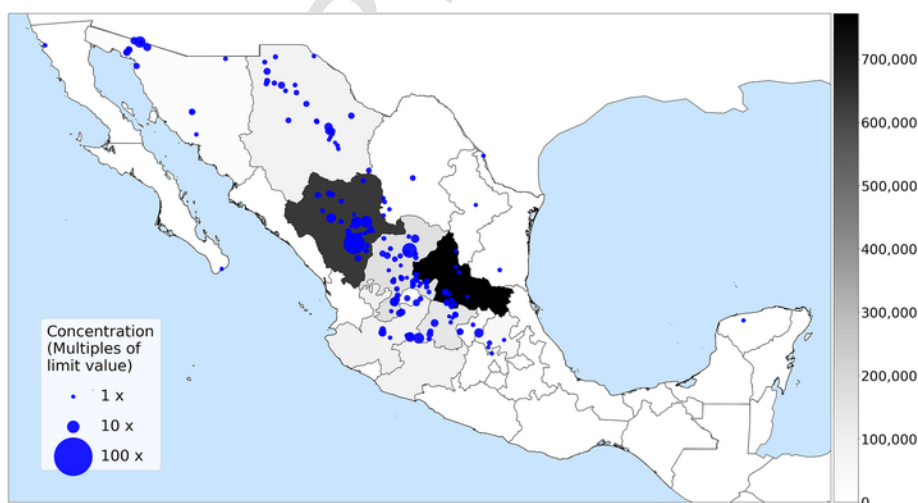 Concentration
(Multiples of
limit value)
1 x
10 x
100 x
700,000
600,000
500,000
400,000
300,000
200,000
100,000
0